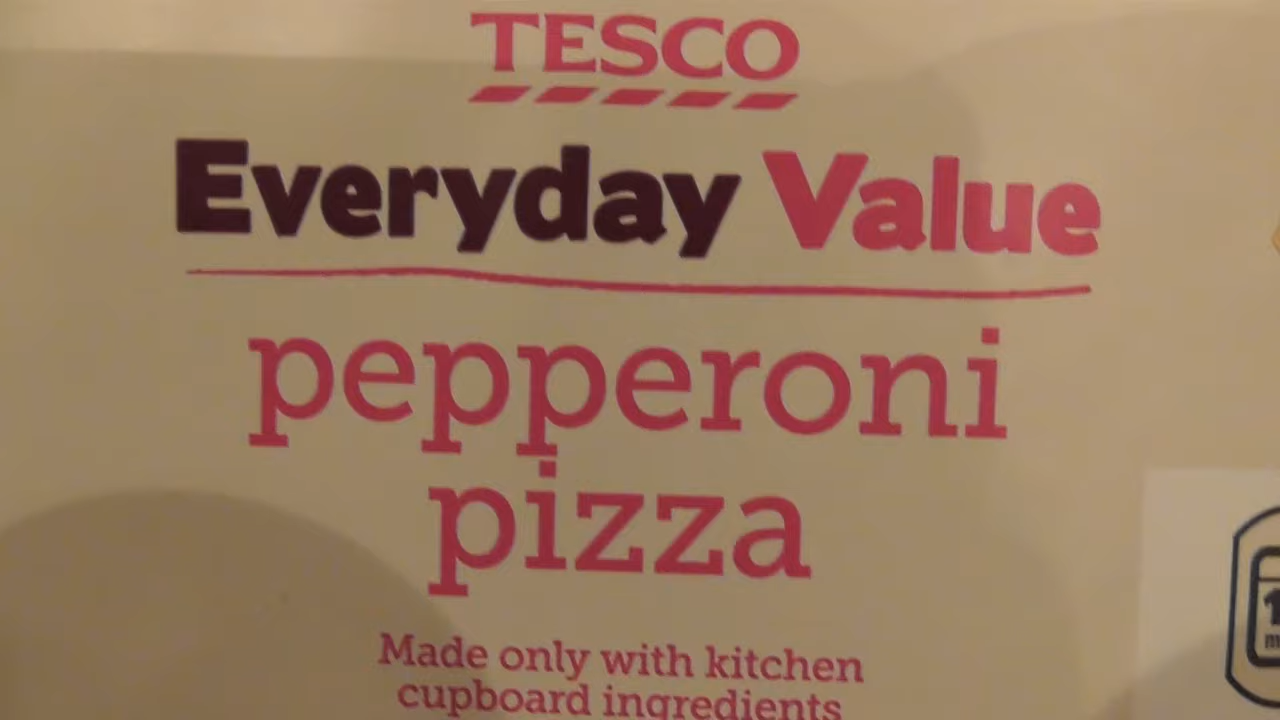 TESCO
Everyday Value
pepperoni
pizza
Made only with kitchen
cupboard ingredients